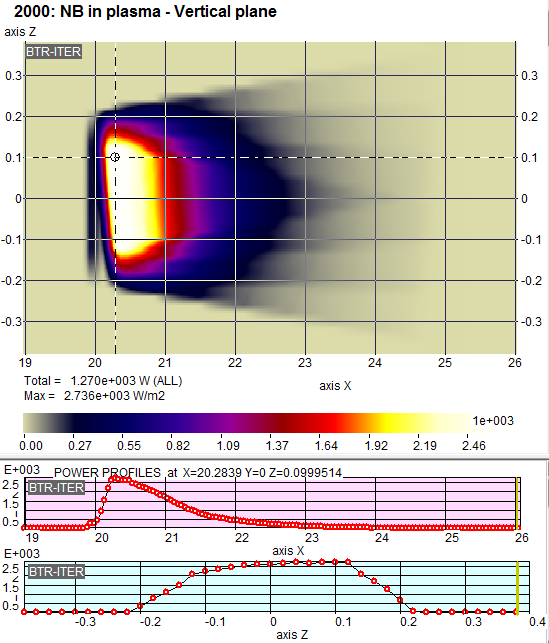 2000: NB in plasma - Vertical plane
axis Z
BTR-ITER
0.3 0.3
0.2 0.2
0.1 0.1
0 0
-0.1 -0.1
-0.2 -0.2
-0.3 -0.3
19 20 21 22 23 24 25 26
Total = 1.270e+003 W (ALL)
axis X
Max = 2.736e+003 W/m2
1e+003
0.00 0.27 0.55 0.82 1.09 1.37 1.64 1.92 2.19 2.46
E+003
POWER PROFILES at X=20.2839 Y=0 Z=0.0999514
BTR-ITER
2.5
2
1.5
1
0.5
19 20 21 22 23 24 25 26
axis X
E+003
BTR-ITER
2.5
2
1.5
1
0.5
-0.3 -0.2 -0.1 0 0.1 0.2 0.3 0.4
axis Z